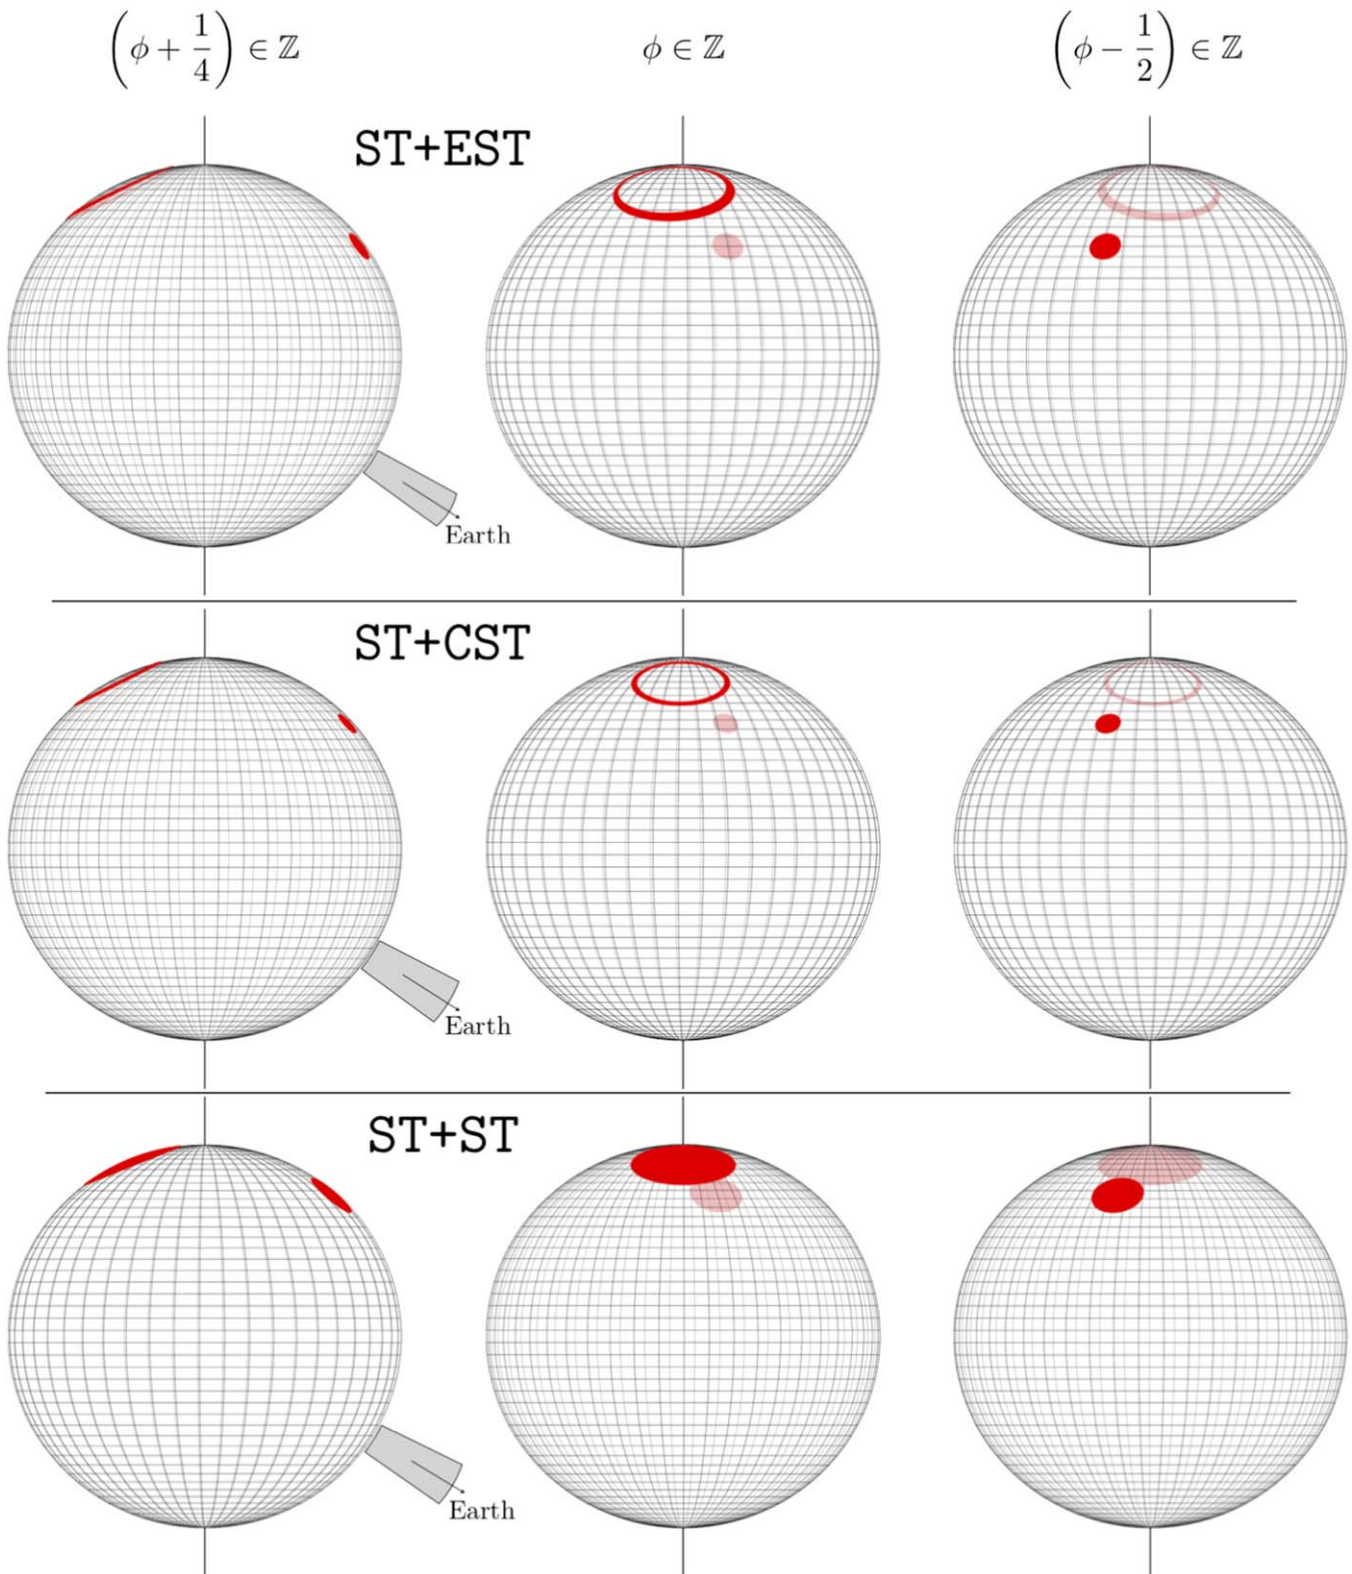 (ϕ + 1/4) ∈ ℤ
ϕ ∈ ℤ
(ϕ − 1/2) ∈ ℤ
ST+EST
Earth
ST+CST
Earth
ST+ST
Earth